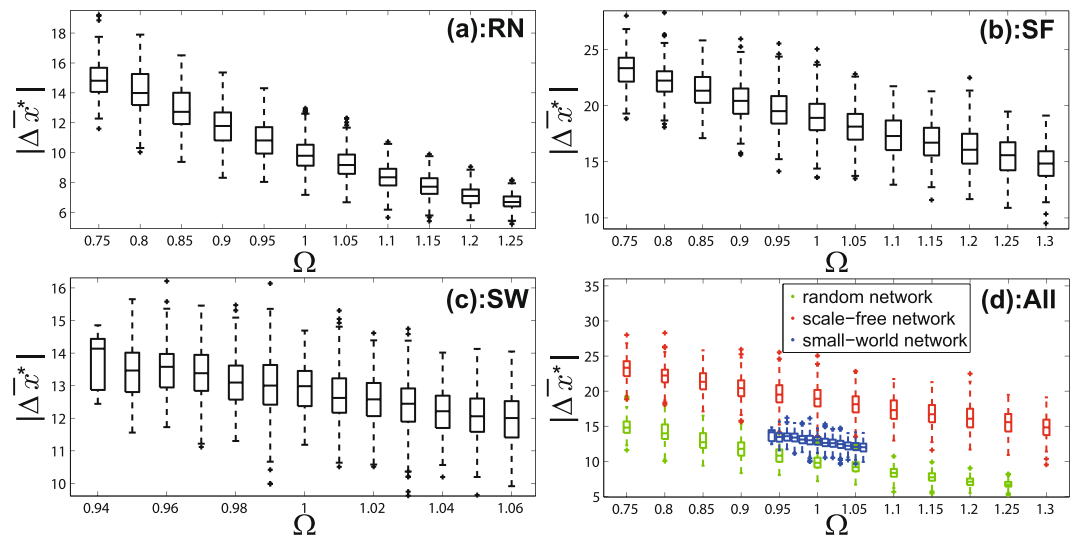 (a):RN
18
16
14
12
10
8
6
|Δx̄*|
0.75 0.8 0.85 0.9 0.95 1 1.05 1.1 1.15 1.2 1.25
Ω
(b):SF
25
20
15
10
|Δx̄*|
0.75 0.8 0.85 0.9 0.95 1 1.05 1.1 1.15 1.2 1.25 1.3
Ω
(c):SW
16
15
14
13
12
11
10
|Δx̄*|
0.94 0.96 0.98 1 1.02 1.04 1.06
Ω
(d):All
random network
scale-free network
small-world network
35
30
25
20
15
10
5
|Δx̄*|
0.75 0.8 0.85 0.9 0.95 1 1.05 1.1 1.15 1.2 1.25 1.3
Ω